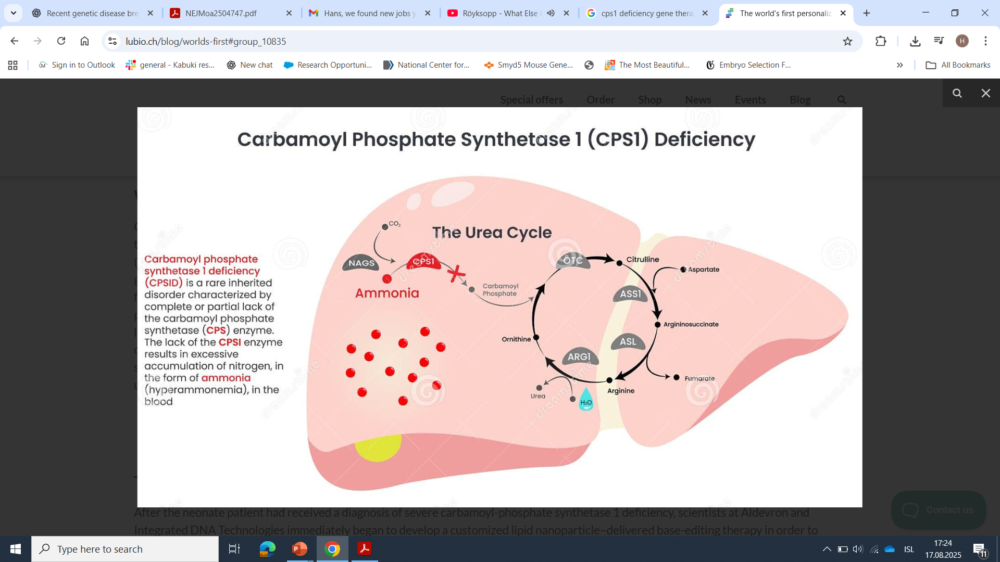 Recent genetic disease bre
NEJMoa2504747.pdf
Hans, we found new jobs y
Röyksopp - What Else I
cps1 deficiency gene thera
The world's first personaliz
lubio.ch/blog/worlds-first#group_10835
H
Sign in to Outlook
general - Kabuki res...
New chat
Research Opportuni...
National Center for...
Smyd5 Mouse Gene...
The Most Beautiful...
Embryo Selection F...
All Bookmarks
Special offers
Order
Shop
News
Events
Blog
Carbamoyl Phosphate Synthetase 1 (CPS1) Deficiency
The Urea Cycle
CO₂
NAGS
CPS1
Ammonia
Carbamoyl
Phosphate
OTC
Citrulline
Aspartate
ASS1
Argininosuccinate
Ornithine
ASL
ARG1
Fumarate
Arginine
Urea
H₂O
Carbamoyl phosphate
synthetase 1 deficiency
(CPSID) is a rare inherited
disorder characterized by
complete or partial lack of
the carbamoyl phosphate
synthetase (CPS) enzyme.
The lack of the CPSI enzyme
results in excessive
accumulation of nitrogen, in
the form of ammonia
(hyperammonemia), in the
blood
dreamstime
After the neonate patient had received a diagnosis of severe carbamoyl-phosphate synthetase 1 deficiency, scientists at Aldevron and
Integrated DNA Technologies immediately began to develop a customized lipid nanoparticle–delivered base-editing therapy in order to
Contact us
Type here to search
ISL
17:24
17.08.2025
11